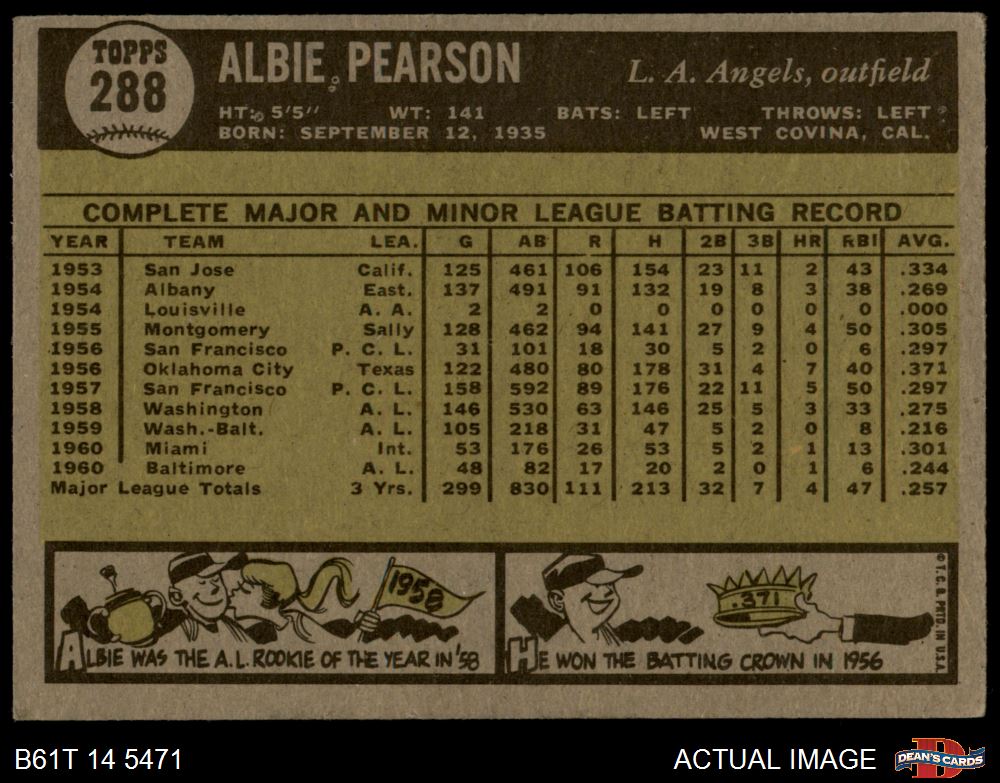 TOPPS
288
ALBIE PEARSON
L. A. Angels, outfield
HT: 5'5" WT: 141 BATS: LEFT THROWS: LEFT
BORN: SEPTEMBER 12, 1935 WEST COVINA, CAL.
COMPLETE MAJOR AND MINOR LEAGUE BATTING RECORD
YEAR TEAM LEA. G AB R H 2B 3B HR RBI AVG.
1953 San Jose Calif. 125 461 106 154 23 11 2 43 .334
1954 Albany East. 137 491 91 132 19 8 3 38 .269
1954 Louisville A. A. 2 2 0 0 0 0 0 0 .000
1955 Montgomery Sally 128 462 94 141 27 9 4 50 .305
1956 San Francisco P. C. L. 31 101 18 30 5 2 0 6 .297
1956 Oklahoma City Texas 122 480 80 178 31 4 7 40 .371
1957 San Francisco P. C. L. 158 592 89 176 22 11 5 50 .297
1958 Washington A. L. 146 530 63 146 25 5 3 33 .275
1959 Wash.-Balt. A. L. 105 218 31 47 5 2 0 8 .216
1960 Miami Int. 53 176 26 53 5 2 1 13 .301
1960 Baltimore A. L. 48 82 17 20 2 0 1 6 .244
Major League Totals 3 Yrs. 299 830 111 213 32 7 4 47 .257
1958
ALBIE WAS THE A.L. ROOKIE OF THE YEAR IN '58
.371
HE WON THE BATTING CROWN IN 1956
© T. C. G. PRTD. IN U.S.A.
B61T 14 5471
ACTUAL IMAGE
DEAN'S CARDS